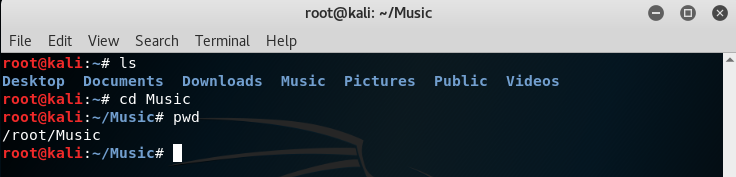 root@kali: ~/Music
File Edit View Search Terminal Help
root@kali:~# ls
Desktop Documents Downloads Music Pictures Public Videos
root@kali:~# cd Music
root@kali:~/Music# pwd
/root/Music
root@kali:~/Music#